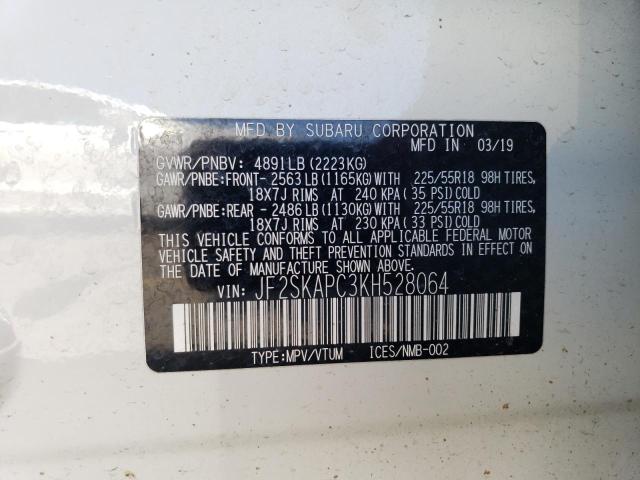 MFD BY SUBARU CORPORATION
MFD IN 03/19
GVWR/PNBV: 4891LB (2223KG)
GAWR/PNBE:FRONT- 2563LB(1165KG)WITH 225/55R18 98H TIRES,
18X7J RIMS AT 240 KPA ( 35 PSI) COLD
GAWR/PNBE:REAR - 2486LB(1130KG)WITH 225/55R18 98H TIRES,
18X7J RIMS AT 230 KPA ( 33 PSI) COLD
THIS VEHICLE CONFORMS TO ALL APPLICABLE FEDERAL MOTOR
VEHICLE SAFETY AND THEFT PREVENTION STANDARDS IN EFFECT ON
THE DATE OF MANUFACTURE SHOWN ABOVE.
VIN: JF2SKAPC3KH528064
TYPE:MPV/VTUM ICES/NMB-002